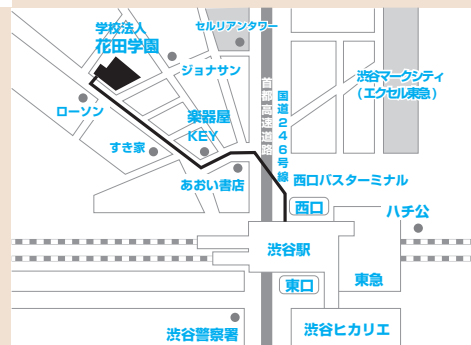 学校法人
花田学園
セルリアンタワー
ジョナサン
渋谷マークシティ
(エクセル東急)
ローソン
楽器屋
KEY
首都高速道路
国道246号線
すき家
あおい書店
西口バスターミナル
西口
ハチ公
渋谷駅
東口
東急
渋谷警察署
渋谷ヒカリエ